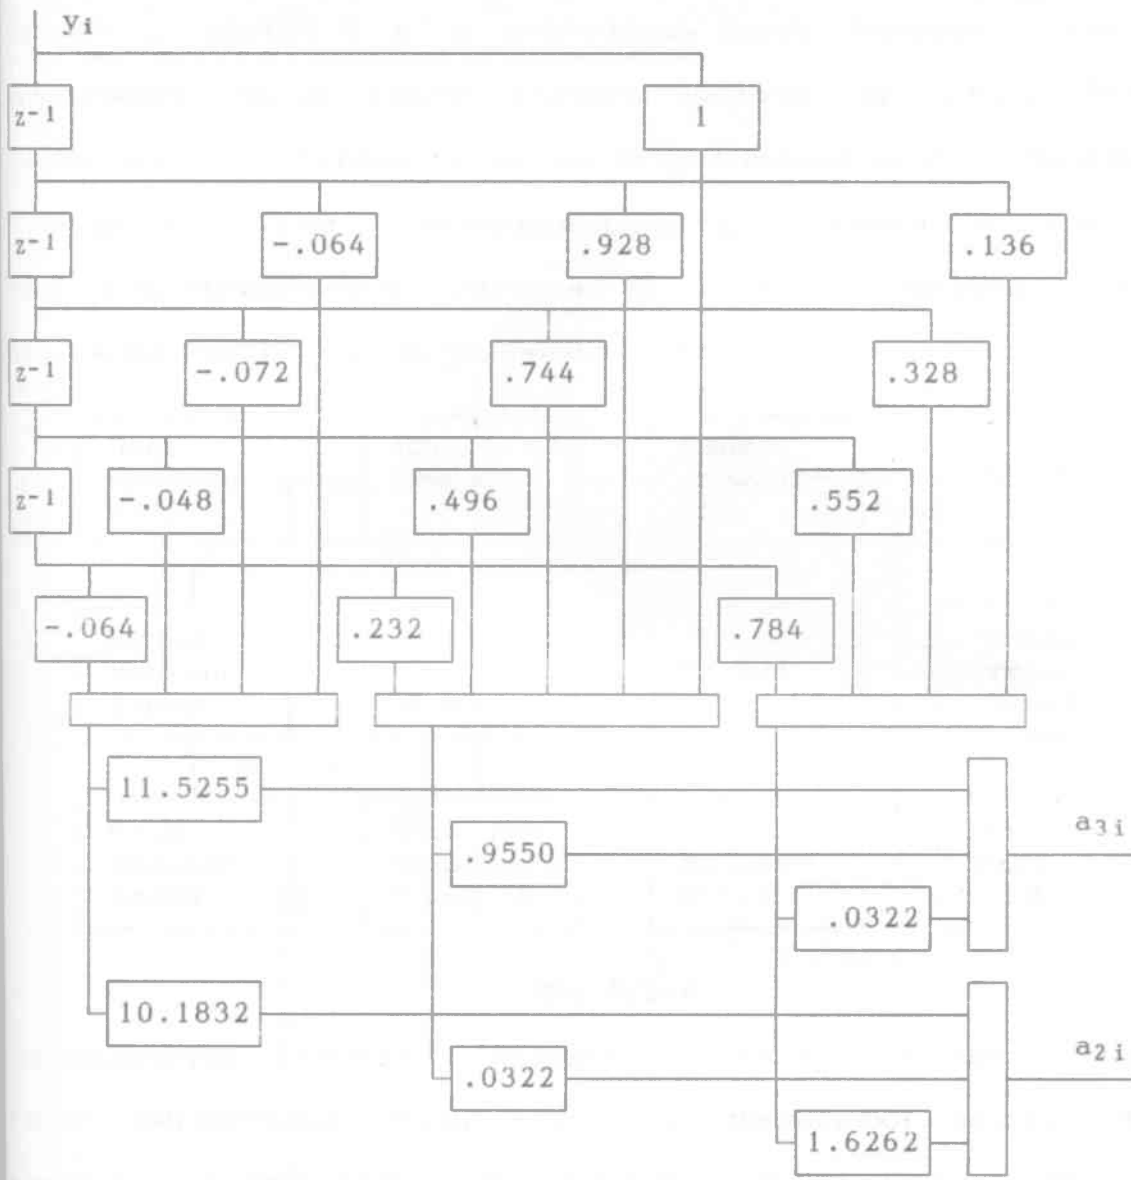 yi
z-1 1
z-1 -.064 .928 .136
z-1 -.072 .744 .328
z-1 -.048 .496 .552
-.064 .232 .784
11.5255
a3i
.9550
.0322
10.1832
a2i
.0322
1.6262